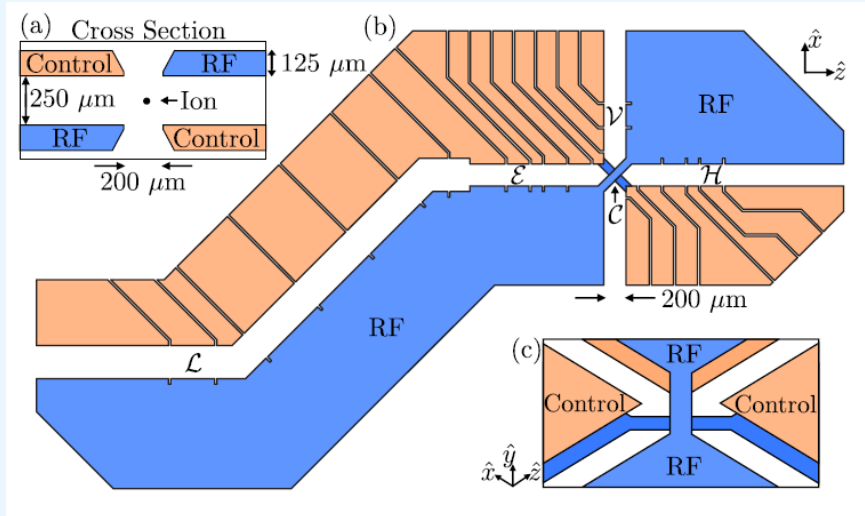 (a)
Cross Section
Control
RF
125 μm
250 μm
Ion
RF
Control
200 μm
(b)
x̂
ẑ
RF
𝒱
ℰ
ℋ
𝒞
200 μm
RF
ℒ
(c)
RF
Control
Control
RF
x̂
ŷ
ẑ